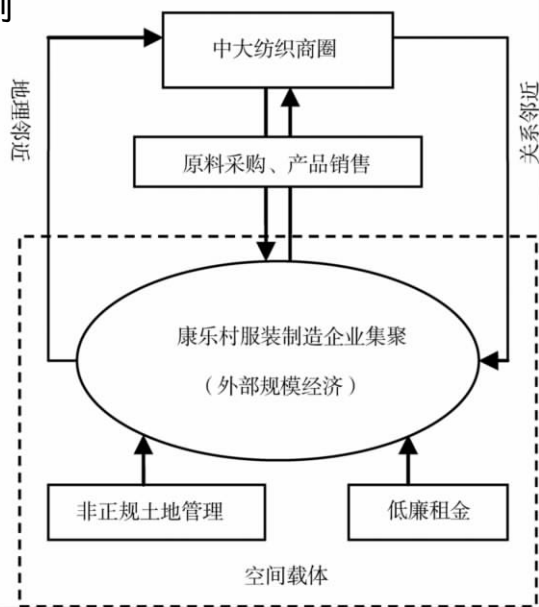 制
中大纺织商圈
地理邻近
关系邻近
原料采购、产品销售
康乐村服装制造企业集聚
（外部规模经济）
非正规土地管理
低廉租金
空间载体